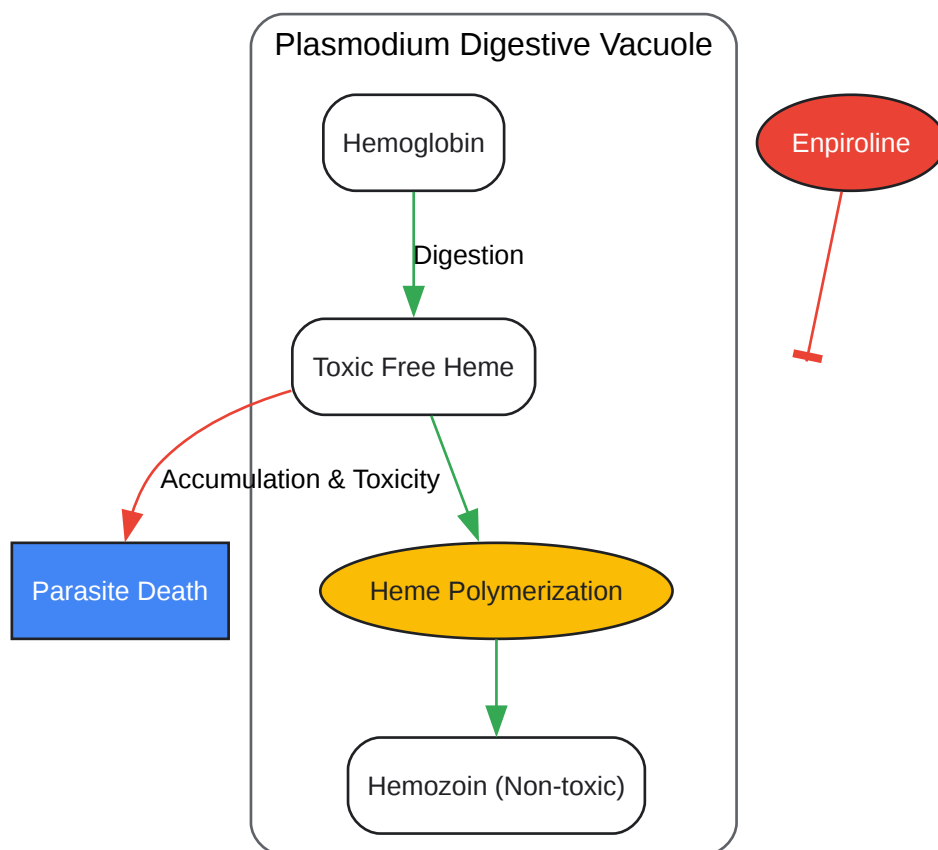 Plasmodium Digestive Vacuole
Hemoglobin
Enpiroline
Digestion
Toxic Free Heme
Accumulation & Toxicity
Parasite Death
Heme Polymerization
Hemozoin (Non-toxic)